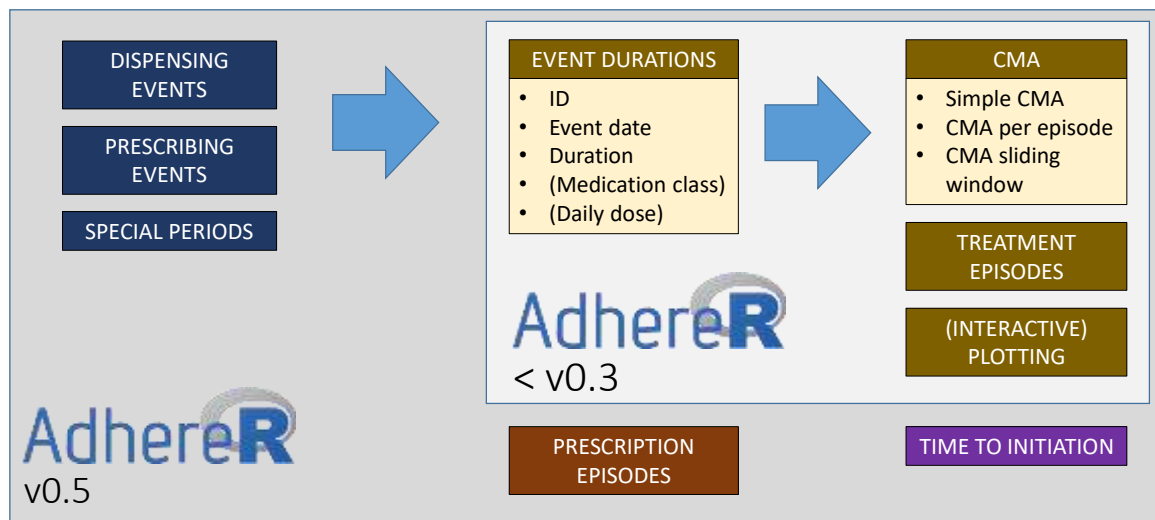 DISPENSING
EVENTS
PRESCRIBING
EVENTS
SPECIAL PERIODS
AdhereR
v0.5
EVENT DURATIONS
• ID
• Event date
• Duration
• (Medication class)
• (Daily dose)
AdhereR
< v0.3
CMA
• Simple CMA
• CMA per episode
• CMA sliding
window
TREATMENT
EPISODES
(INTERACTIVE)
PLOTTING
PRESCRIPTION
EPISODES
TIME TO INITIATION